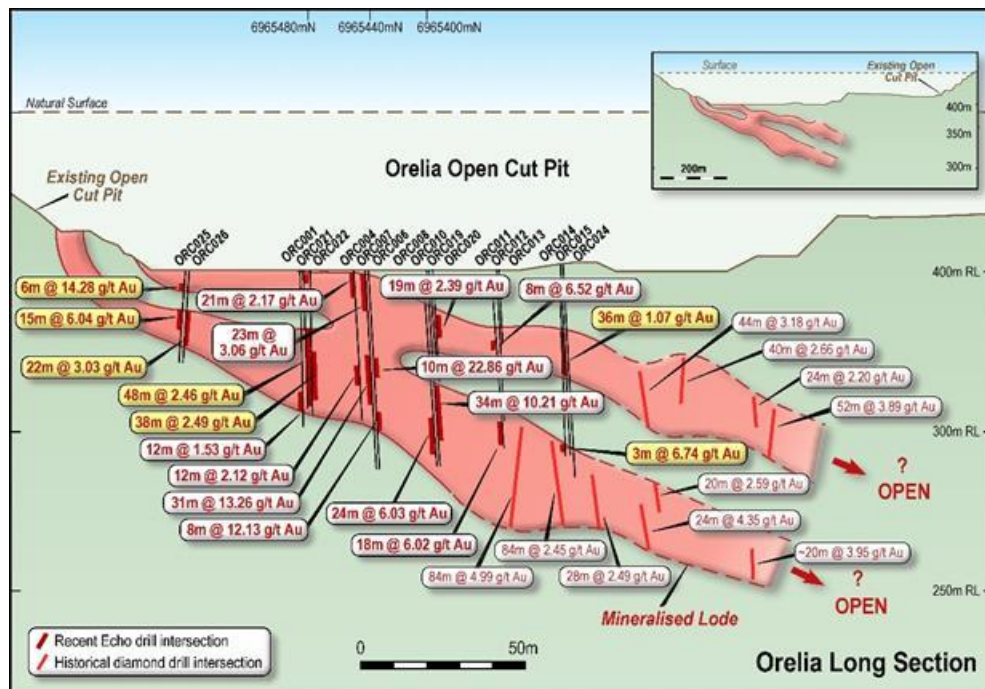 6965480mN
6965440mN
6965400mN
Natural Surface
Existing Open
Cut Pit
Orelia Open Cut Pit
Surface
Existing Open
Cut Pit
400m
350m
300m
200m
ORC025
ORC026
ORC001
ORC021
ORC022
ORC004
ORC007
ORC006
ORC008
ORC010
ORC019
ORC020
ORC011
ORC012
ORC013
ORC014
ORC015
ORC024
400m RL
6m @ 14.28 g/t Au
21m @ 2.17 g/t Au
19m @ 2.39 g/t Au
8m @ 6.52 g/t Au
15m @ 6.04 g/t Au
36m @ 1.07 g/t Au
44m @ 3.18 g/t Au
23m @
3.06 g/t Au
40m @ 2.66 g/t Au
22m @ 3.03 g/t Au
10m @ 22.86 g/t Au
24m @ 2.20 g/t Au
48m @ 2.46 g/t Au
34m @ 10.21 g/t Au
52m @ 3.89 g/t Au
38m @ 2.49 g/t Au
300m RL
12m @ 1.53 g/t Au
3m @ 6.74 g/t Au
?
OPEN
12m @ 2.12 g/t Au
20m @ 2.59 g/t Au
31m @ 13.26 g/t Au
24m @ 6.03 g/t Au
24m @ 4.35 g/t Au
8m @ 12.13 g/t Au
18m @ 6.02 g/t Au
84m @ 2.45 g/t Au
~20m @ 3.95 g/t Au
84m @ 4.99 g/t Au
28m @ 2.49 g/t Au
?
OPEN
250m RL
Mineralised Lode
Recent Echo drill intersection
Historical diamond drill intersection
0
50m
Orelia Long Section